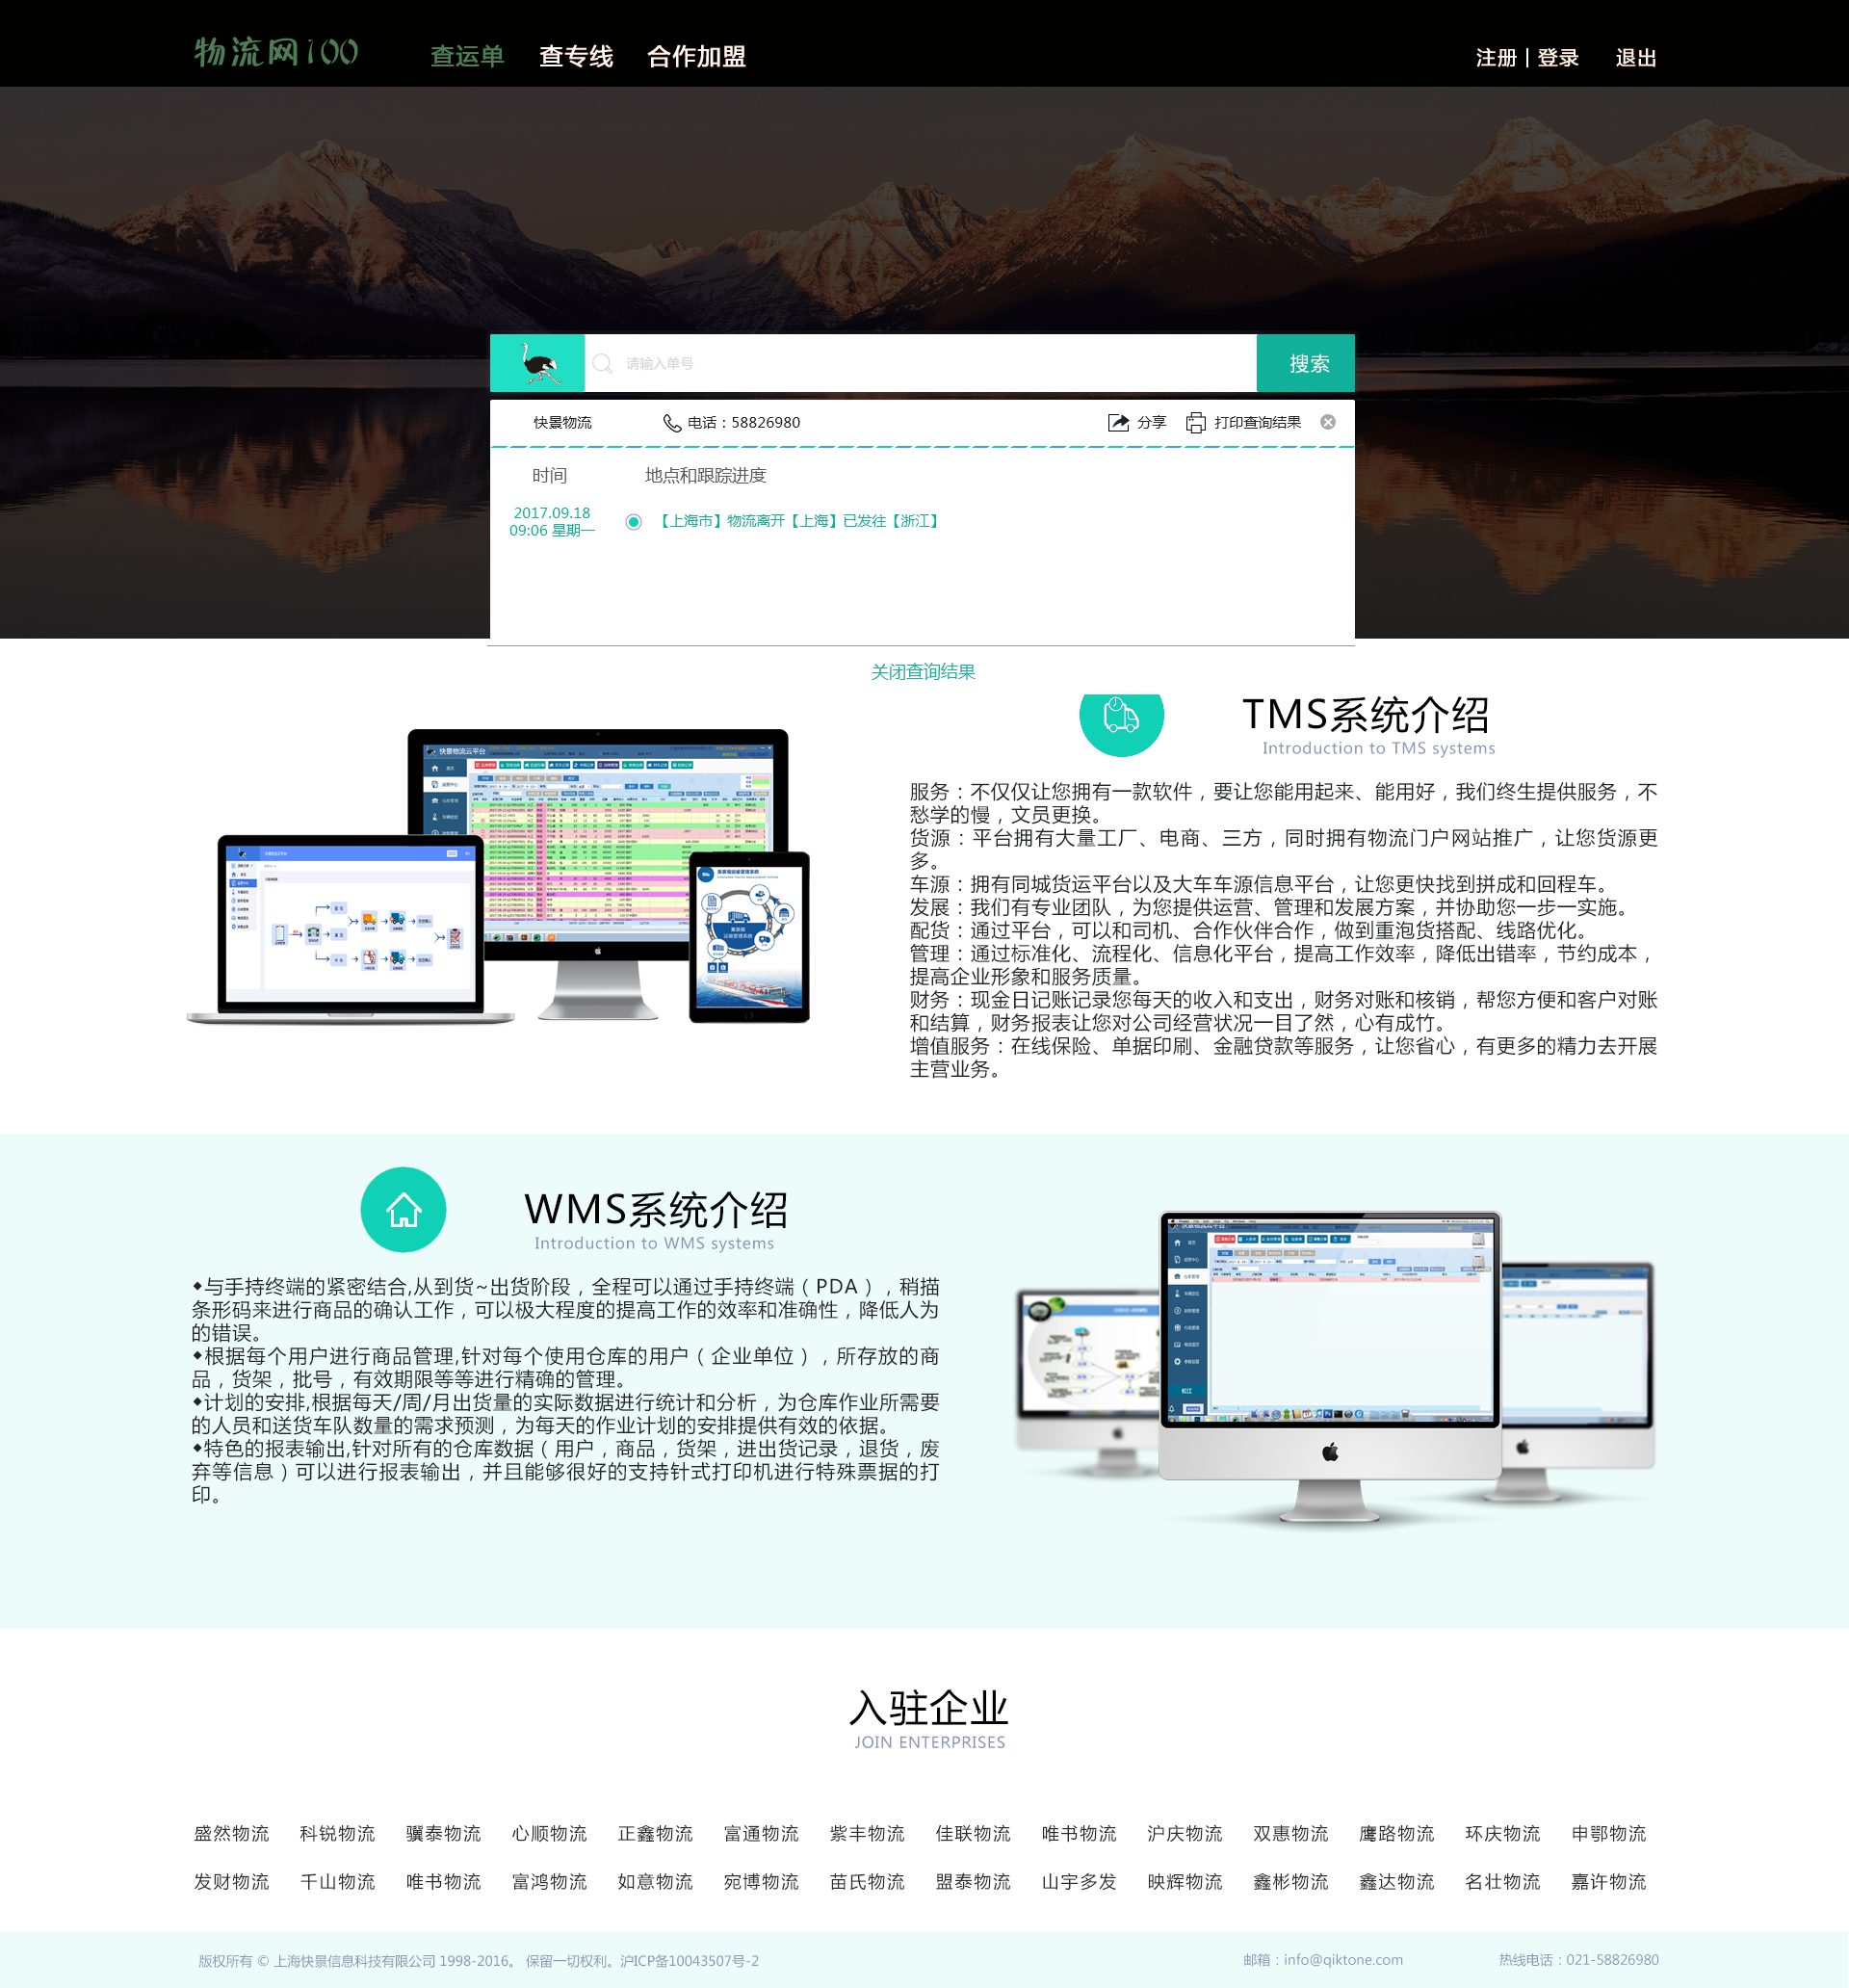 物流网100
查运单 查专线 合作加盟
注册 | 登录 退出
请输入单号
搜索
快景物流 电话：58826980 分享 打印查询结果
时间 地点和跟踪进度
2017.09.18
09:06 星期一
【上海市】物流离开【上海】已发往【浙江】
关闭查询结果
快景物流云平台
TMS系统介绍
Introduction to TMS systems
服务：不仅仅让您拥有一款软件，要让您能用起来、能用好，我们终生提供服务，不
愁学的慢，文员更换。
货源：平台拥有大量工厂、电商、三方，同时拥有物流门户网站推广，让您货源更
多。
车源：拥有同城货运平台以及大车车源信息平台，让您更快找到拼成和回程车。
发展：我们有专业团队，为您提供运营、管理和发展方案，并协助您一步一实施。
配货：通过平台，可以和司机、合作伙伴合作，做到重泡货搭配、线路优化。
管理：通过标准化、流程化、信息化平台，提高工作效率，降低出错率，节约成本，
提高企业形象和服务质量。
财务：现金日记账记录您每天的收入和支出，财务对账和核销，帮您方便和客户对账
和结算，财务报表让您对公司经营状况一目了然，心有成竹。
增值服务：在线保险、单据印刷、金融贷款等服务，让您省心，有更多的精力去开展
主营业务。
WMS系统介绍
Introduction to WMS systems
◆与手持终端的紧密结合,从到货~出货阶段，全程可以通过手持终端（PDA），稍描
条形码来进行商品的确认工作，可以极大程度的提高工作的效率和准确性，降低人为
的错误。
◆根据每个用户进行商品管理,针对每个使用仓库的用户（企业单位），所存放的商
品，货架，批号，有效期限等等进行精确的管理。
◆计划的安排,根据每天/周/月出货量的实际数据进行统计和分析，为仓库作业所需要
的人员和送货车队数量的需求预测，为每天的作业计划的安排提供有效的依据。
◆特色的报表输出,针对所有的仓库数据（用户，商品，货架，进出货记录，退货，废
弃等信息）可以进行报表输出，并且能够很好的支持针式打印机进行特殊票据的打
印。
入驻企业
JOIN ENTERPRISES
盛然物流 科锐物流 骥泰物流 心顺物流 正鑫物流 富通物流 紫丰物流 佳联物流 唯书物流 沪庆物流 双惠物流 鹰路物流 环庆物流 申鄂物流
发财物流 千山物流 唯书物流 富鸿物流 如意物流 宛博物流 苗氏物流 盟泰物流 山宇多发 映辉物流 鑫彬物流 鑫达物流 名壮物流 嘉许物流
版权所有 © 上海快景信息科技有限公司 1998-2016。 保留一切权利。沪ICP备10043507号-2
邮箱：info@qiktone.com 热线电话：021-58826980